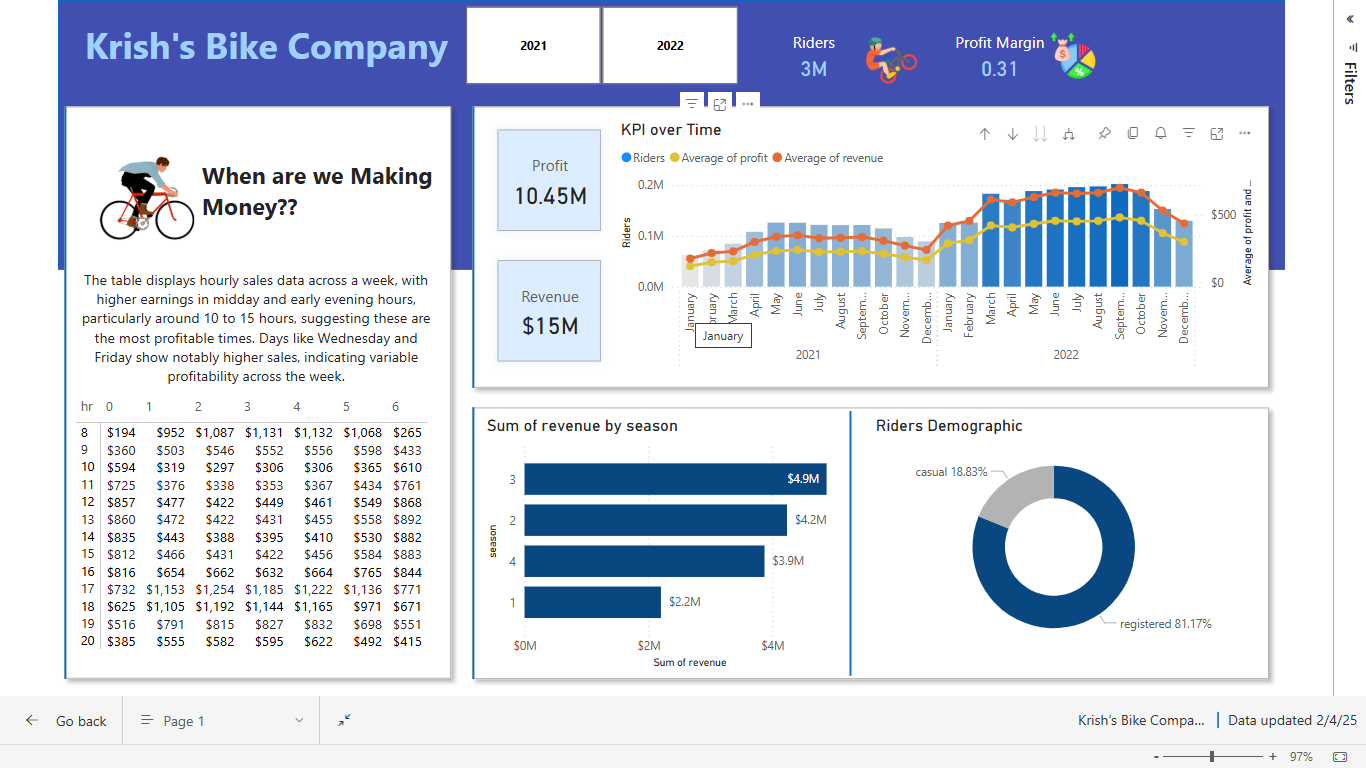 Krish's Bike Company
2021
2022
Riders
3M
Profit Margin
0.31
Filters
When are we Making
Money??
The table displays hourly sales data across a week, with
higher earnings in midday and early evening hours,
particularly around 10 to 15 hours, suggesting these are
the most profitable times. Days like Wednesday and
Friday show notably higher sales, indicating variable
profitability across the week.
hr 0 1 2 3 4 5 6
8 $194 $952 $1,087 $1,131 $1,132 $1,068 $265
9 $360 $503 $546 $552 $556 $598 $433
10 $594 $319 $297 $306 $306 $365 $610
11 $725 $376 $338 $353 $367 $434 $761
12 $857 $477 $422 $449 $461 $549 $868
13 $860 $472 $422 $431 $455 $558 $892
14 $835 $443 $388 $395 $410 $530 $882
15 $812 $466 $431 $422 $456 $584 $883
16 $816 $654 $662 $632 $664 $765 $844
17 $732 $1,153 $1,254 $1,185 $1,222 $1,136 $771
18 $625 $1,105 $1,192 $1,144 $1,165 $971 $671
19 $516 $791 $815 $827 $832 $698 $551
20 $385 $555 $582 $595 $622 $492 $415
Profit
10.45M
Revenue
$15M
KPI over Time
Riders Average of profit Average of revenue
Riders
0.2M
0.1M
0.0M
$500
$0
Average of profit and ...
January
ruary
March
April
May
June
July
August
Septem...
October
Novem...
Decemb...
January
February
March
April
May
June
July
August
Septem...
October
Novem...
Decemb...
January
2021
2022
Sum of revenue by season
season
3 $4.9M
2 $4.2M
4 $3.9M
1 $2.2M
$0M $2M $4M
Sum of revenue
Riders Demographic
casual 18.83%
registered 81.17%
Go back
Page 1
Krish's Bike Compa... | Data updated 2/4/25
- + 97%